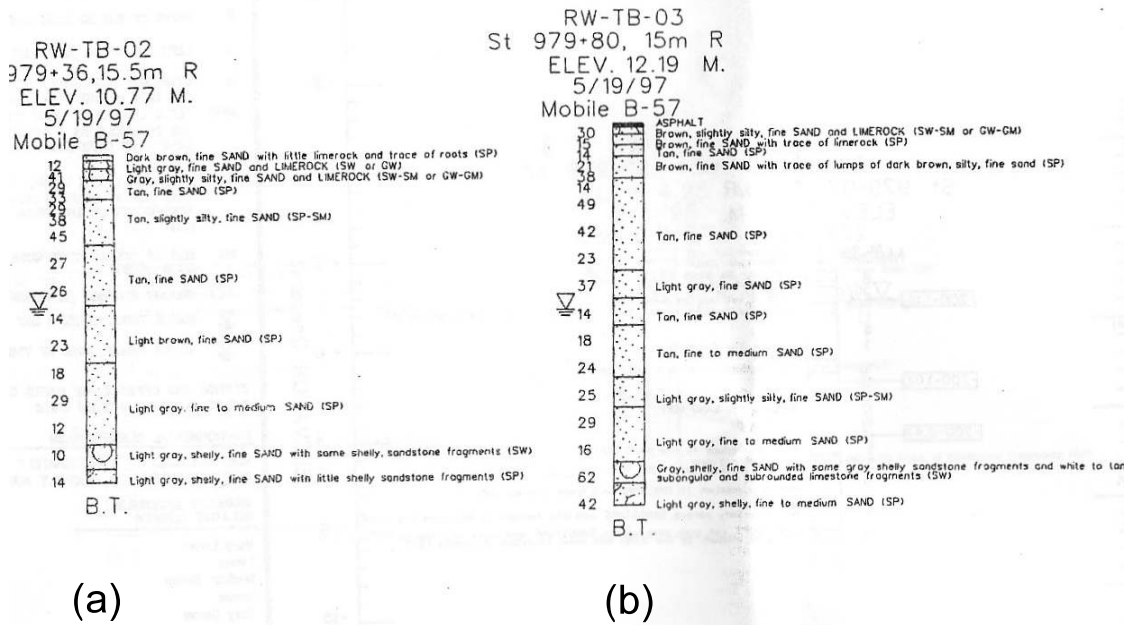 RW-TB-02
979+36,15.5m R
ELEV. 10.77 M.
5/19/97
Mobile B-57
Dark brown, fine SAND with little limerock and trace of roots (SP)
12
Light gray, fine SAND and LIMEROCK (SW or GW)
41
Gray, slightly silty, fine SAND and LIMEROCK (SW-SM or GW-GM)
29
Tan, fine SAND (SP)
33
29
38
Tan, slightly silty, fine SAND (SP-SM)
45
27
Tan, fine SAND (SP)
26
14
23
Light brown, fine SAND (SP)
18
29
Light gray, fine to medium SAND (SP)
12
10
Light gray, shelly, fine SAND with some shelly, sandstone fragments (SW)
14
Light gray, shelly, fine SAND with little shelly sandstone fragments (SP)
B.T.
(a)
RW-TB-03
St 979+80, 15m R
ELEV. 12.19 M.
5/19/97
Mobile B-57
ASPHALT
30
Brown, slightly silty, fine SAND and LIMEROCK (SW-SM or GW-GM)
15
Brown, fine SAND with trace of limerock (SP)
14
Tan, fine SAND (SP)
21
Brown, fine SAND with trace of lumps of dark brown, silty, fine sand (SP)
38
14
49
42
Tan, fine SAND (SP)
23
37
Light gray, fine SAND (SP)
14
Tan, fine SAND (SP)
18
Tan, fine to medium SAND (SP)
24
25
Light gray, slightly silty, fine SAND (SP-SM)
29
16
Light gray, fine to medium SAND (SP)
62
Gray, shelly, fine SAND with some gray shelly sandstone fragments and white to tan
subangular and subrounded limestone fragments (SW)
42
Light gray, shelly, fine to medium SAND (SP)
B.T.
(b)